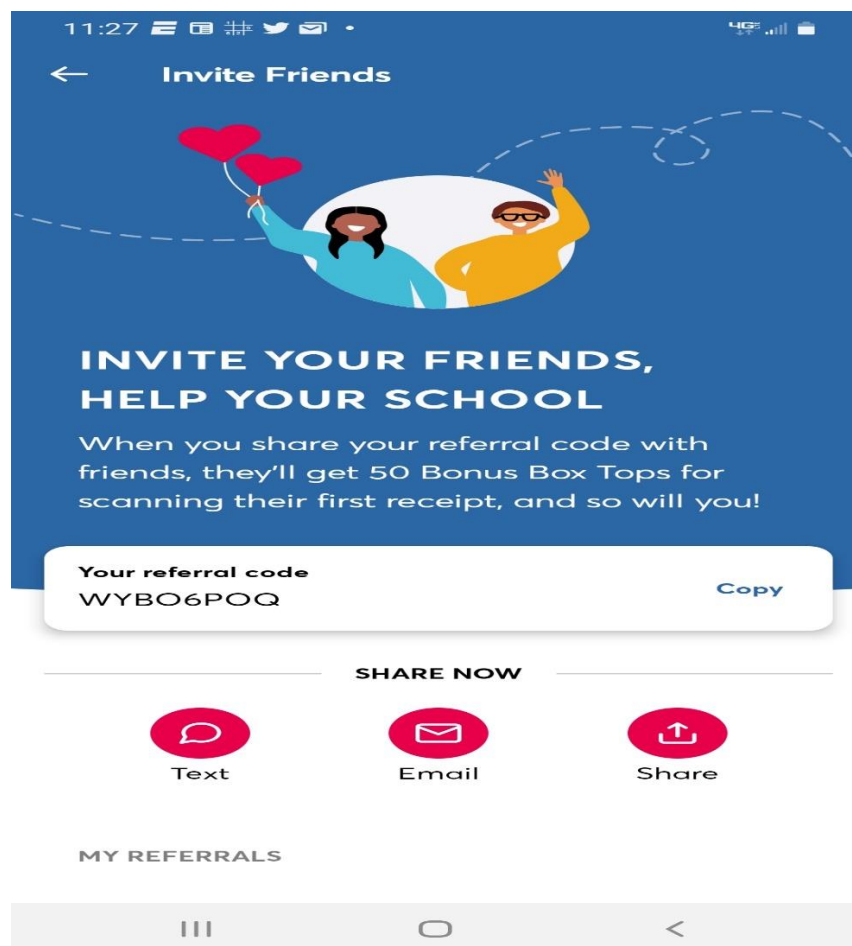 11:27
4GE
Invite Friends
INVITE YOUR FRIENDS,
HELP YOUR SCHOOL
When you share your referral code with
friends, they'll get 50 Bonus Box Tops for
scanning their first receipt, and so will you!
Your referral code
WYBO6POQ
Copy
SHARE NOW
Text
Email
Share
MY REFERRALS